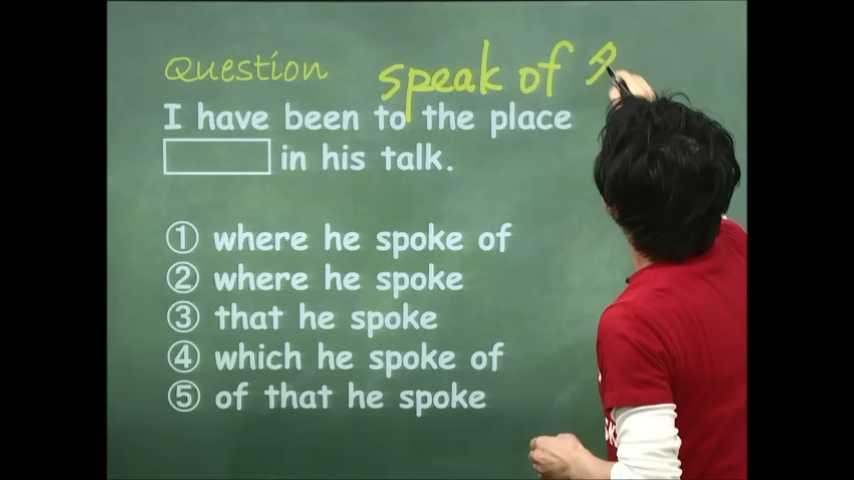 Question
speak of
I have been to the place
in his talk.
① where he spoke of
② where he spoke
③ that he spoke
④ which he spoke of
⑤ of that he spoke